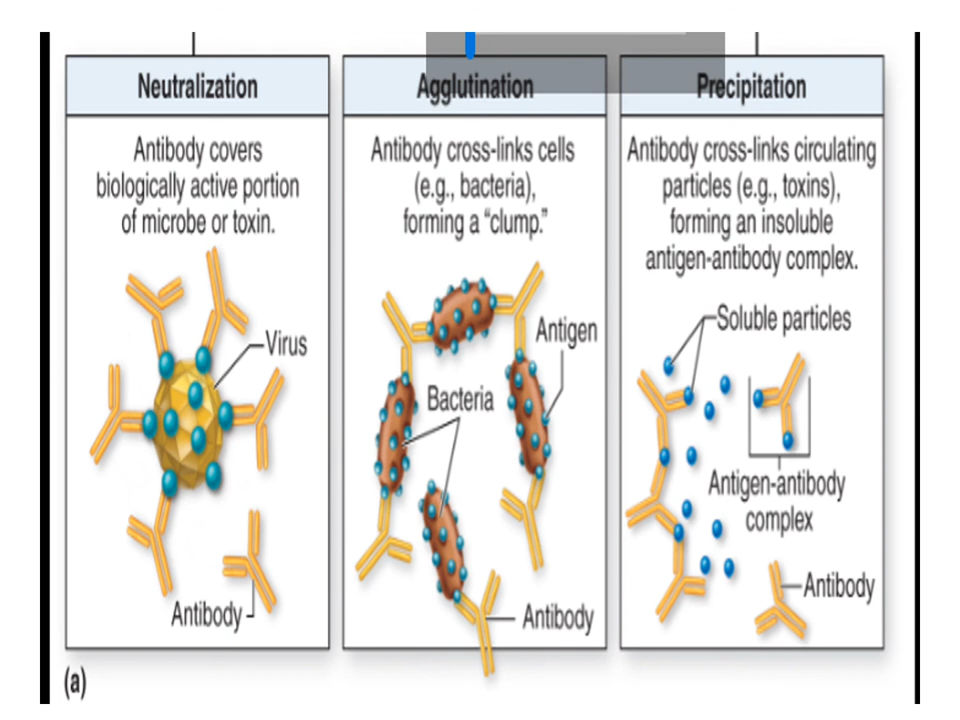 Neutralization
Antibody covers
biologically active portion
of microbe or toxin.
Virus
Antibody
Agglutination
Antibody cross-links cells
(e.g., bacteria),
forming a “clump.”
Antigen
Bacteria
Antibody
Precipitation
Antibody cross-links circulating
particles (e.g., toxins),
forming an insoluble
antigen-antibody complex.
Soluble particles
Antigen-antibody
complex
Antibody
(a)